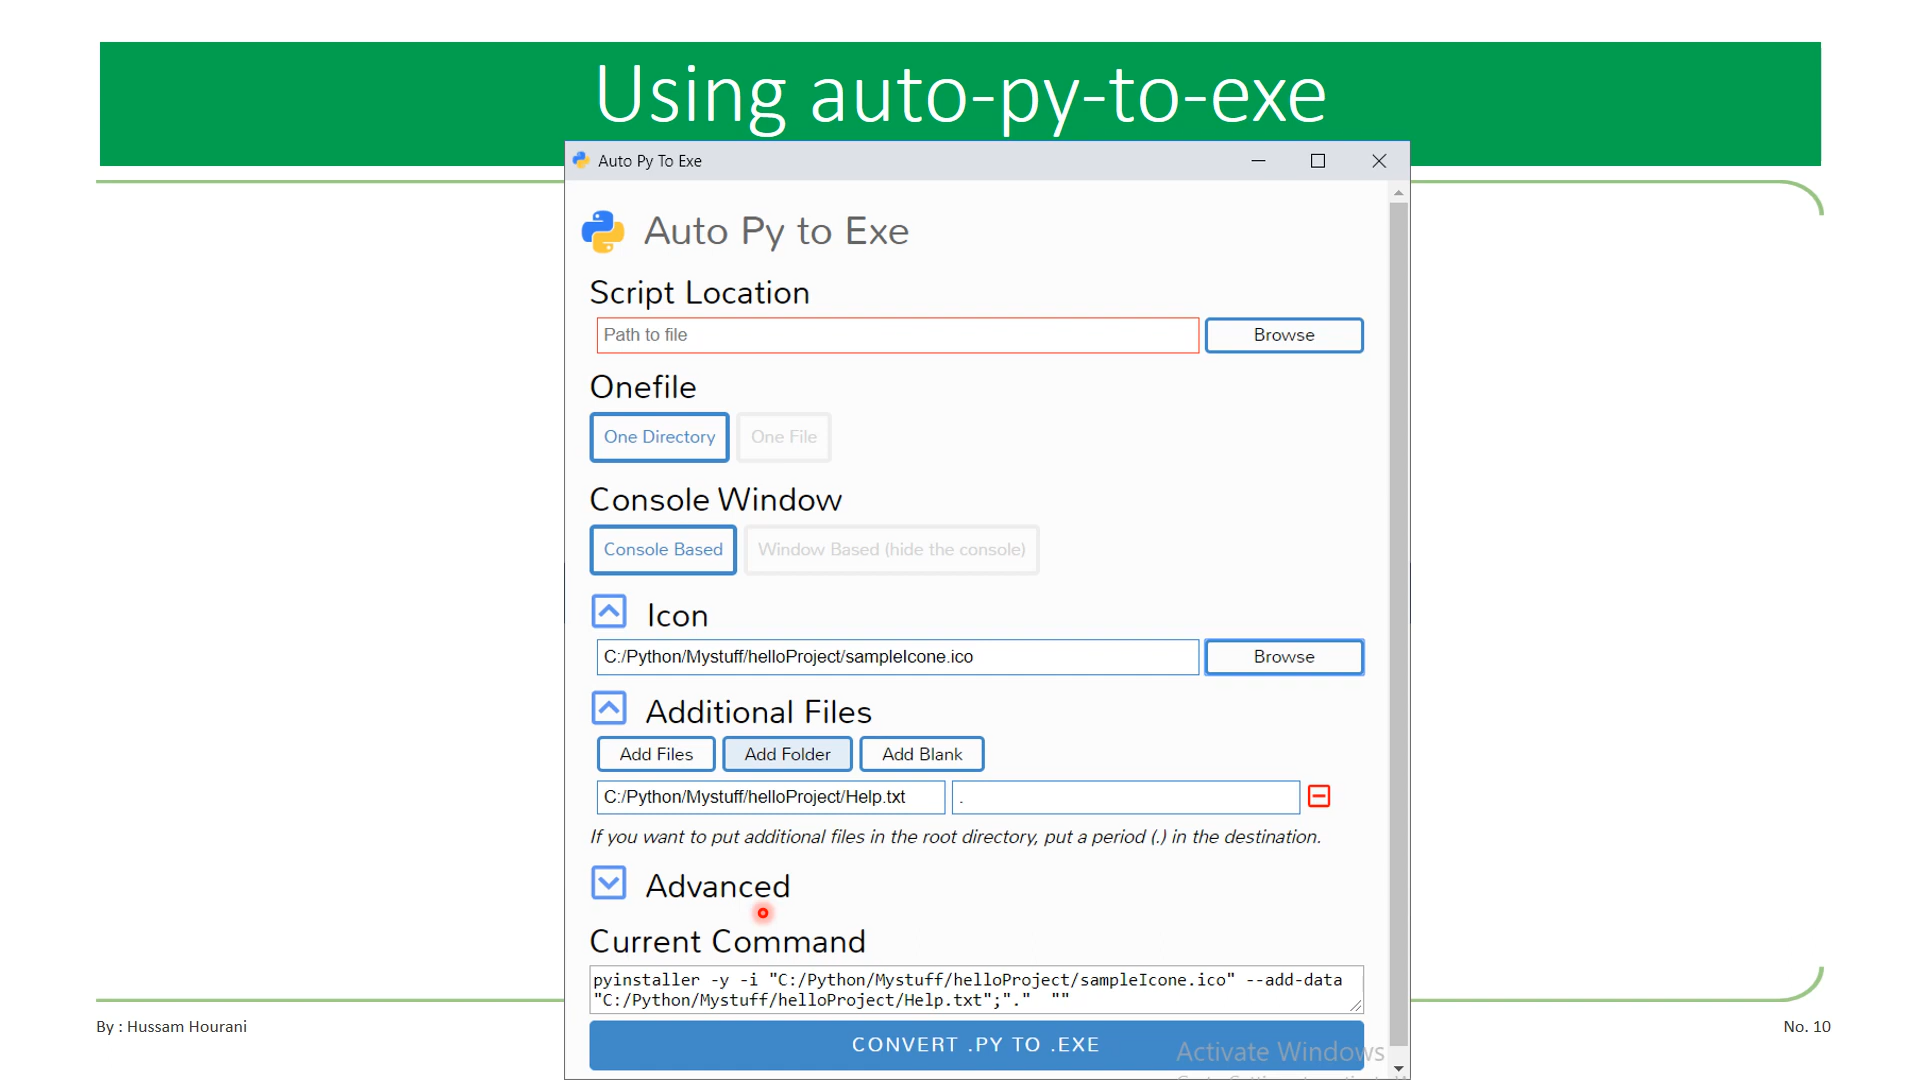 Using auto-py-to-exe
Auto Py To Exe
Auto Py to Exe
Script Location
Path to file
Browse
Onefile
One Directory
One File
Console Window
Console Based
Window Based (hide the console)
Icon
C:/Python/Mystuff/helloProject/sampleIcone.ico
Browse
Additional Files
Add Files
Add Folder
Add Blank
C:/Python/Mystuff/helloProject/Help.txt
.
If you want to put additional files in the root directory, put a period (.) in the destination.
Advanced
Current Command
pyinstaller -y -i "C:/Python/Mystuff/helloProject/sampleIcone.ico" --add-data
"C:/Python/Mystuff/helloProject/Help.txt";"."  ""
CONVERT .PY TO .EXE
Activate Windows
By : Hussam Hourani
No. 10